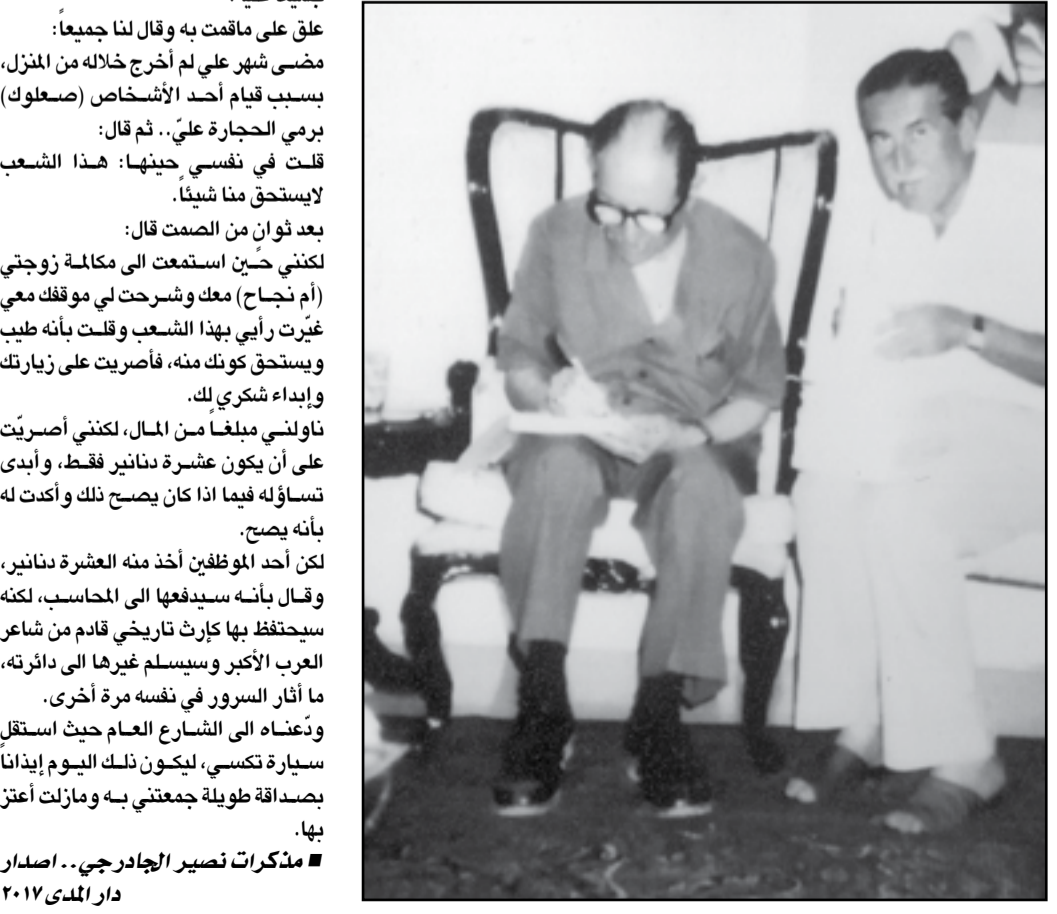 علق على ماقمت به وقال لنا جميعاً:
مضى شهر علي لم أخرج خلاله من المنزل،
بسبب قيام أحد الأشخاص (صعلوك)
برمي الحجارة عليّ.. ثم قال:
قلت في نفسي حينها: هذا الشعب
لايستحق منا شيئاً.
بعد ثوانٍ من الصمت قال:
لكنني حين استمعت الى مكالمة زوجتي
(أم نجاح) معك وشرحت لي موقفك معي
غيّرت رأيي بهذا الشعب وقلت بأنه طيب
ويستحق كونك منه، فأصريت على زيارتك
وإبداء شكري لك.
ناولني مبلغاً من المال، لكنني أصريّت
على أن يكون عشرة دنانير فقط، وأبدى
تساؤله فيما اذا كان يصح ذلك وأكدت له
بأنه يصح.
لكن أحد الموظفين أخذ منه العشرة دنانير،
وقال بأنه سيدفعها الى المحاسب، لكنه
سيحتفظ بها كإرث تاريخي قادم من شاعر
العرب الأكبر وسيسلم غيرها الى دائرته،
ما أثار السرور في نفسه مرة أخرى.
ودّعناه الى الشارع العام حيث استقل
سيارة تكسي، ليكون ذلك اليوم إيذاناً
بصداقة طويلة جمعتني به ومازلت أعتز
بها.
■ مذكرات نصير الجادرجي.. اصدار
دار المدى ٢٠١٧